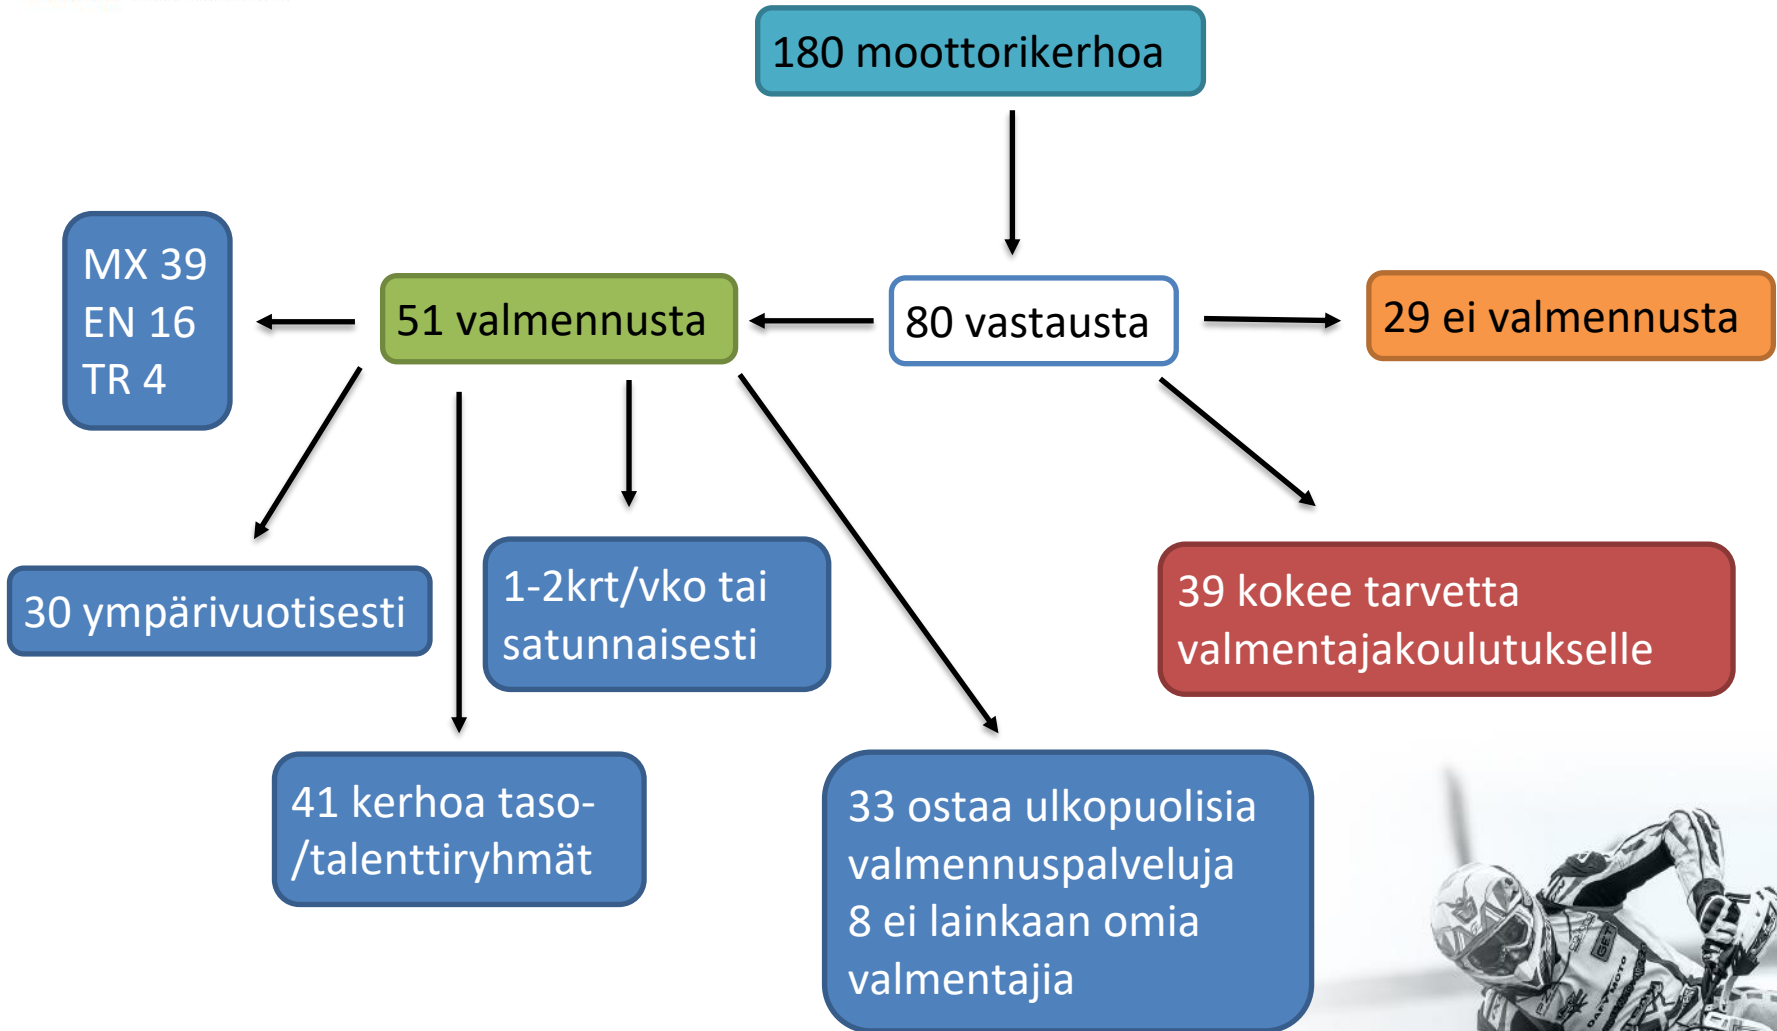 180 moottorikerhoa
MX 39
EN 16
TR 4
51 valmennusta
80 vastausta
29 ei valmennusta
30 ympärivuotisesti
1-2krt/vko tai
satunnaisesti
39 kokee tarvetta
valmentajakoulutukselle
41 kerhoa taso-
/talenttiryhmät
33 ostaa ulkopuolisia
valmennuspalveluja
8 ei lainkaan omia
valmentajia
GET
DAFYMOTO